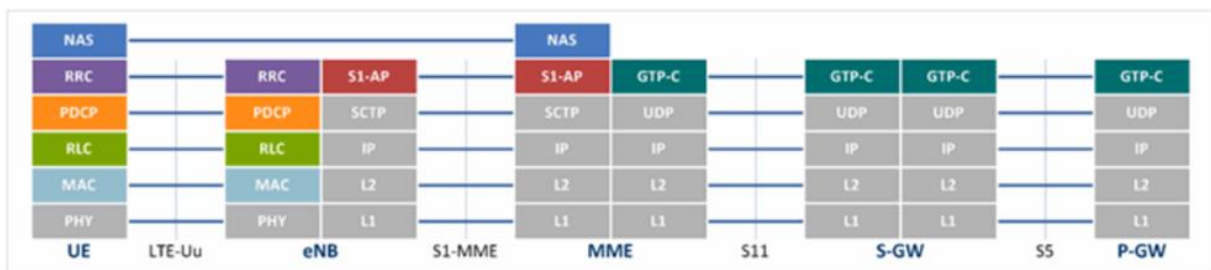 NAS NAS
RRC RRC S1-AP S1-AP GTP-C GTP-C GTP-C GTP-C
PDCP PDCP SCTP SCTP UDP UDP UDP UDP
RLC RLC IP IP IP IP IP IP
MAC MAC L2 L2 L2 L2 L2 L2
PHY PHY L1 L1 L1 L1 L1 L1
UE LTE-Uu eNB S1-MME MME S11 S-GW S5 P-GW